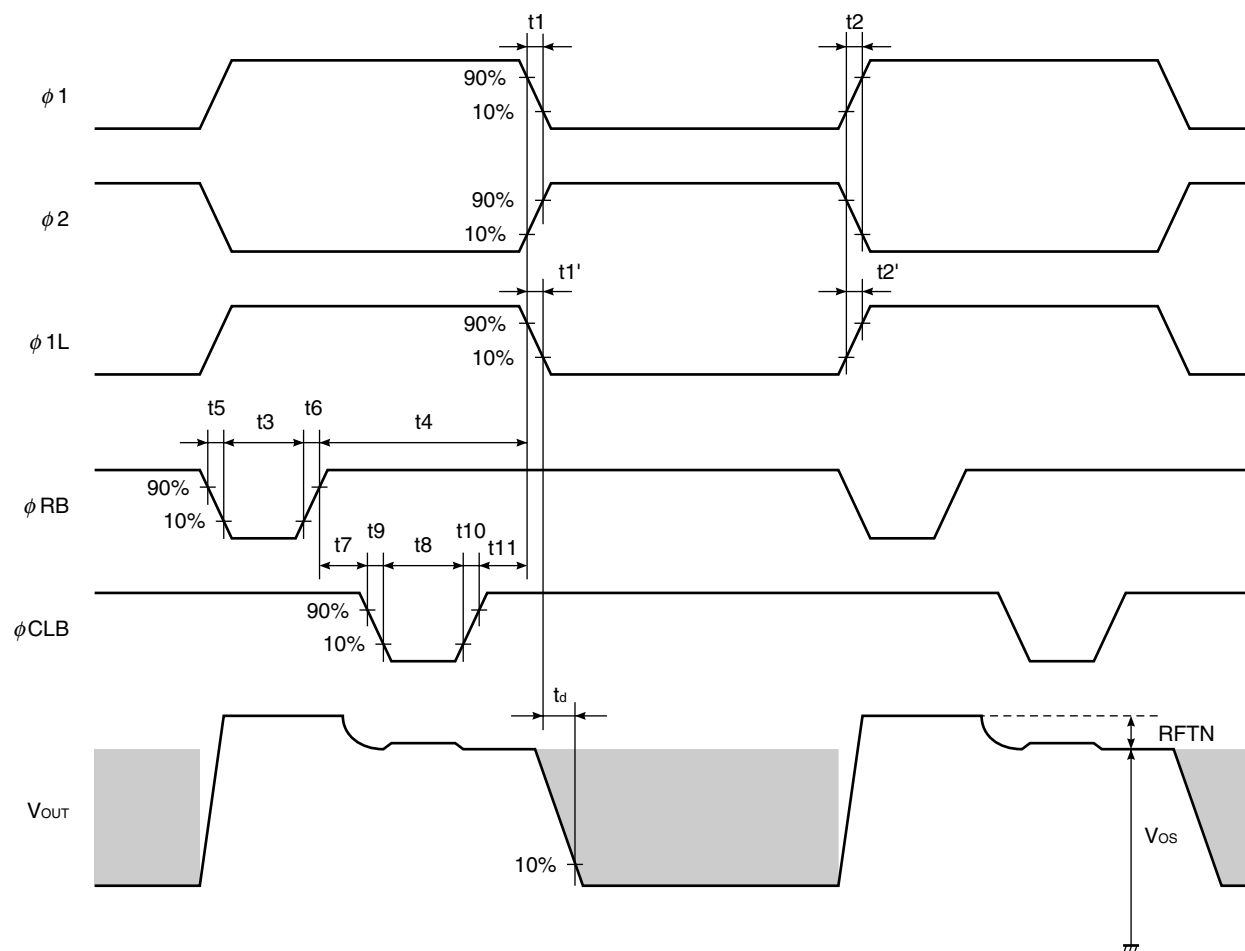 t1 t2
90%
ϕ1
10%
ϕ2
90%
10%
t1' t2'
90%
ϕ1L
10%
t5 t3 t6 t4
90%
ϕRB
10%
t7 t9 t8 t10 t11
90%
ϕCLB
10%
td
RFTN
VOUT
VOS
10%